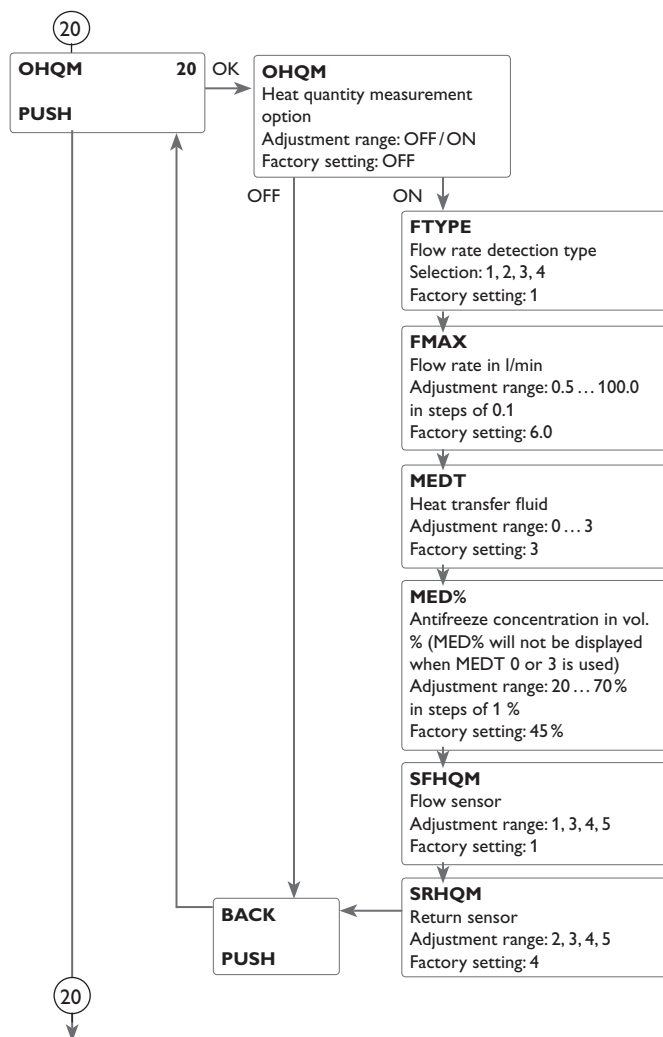 20
OHQM 20
PUSH
OK
OHQM
Heat quantity measurement
option
Adjustment range: OFF/ON
Factory setting: OFF
OFF
ON
FTYPE
Flow rate detection type
Selection: 1, 2, 3, 4
Factory setting: 1
FMAX
Flow rate in l/min
Adjustment range: 0.5 … 100.0
in steps of 0.1
Factory setting: 6.0
MEDT
Heat transfer fluid
Adjustment range: 0 … 3
Factory setting: 3
MED%
Antifreeze concentration in vol.
% (MED% will not be displayed
when MEDT 0 or 3 is used)
Adjustment range: 20 … 70%
in steps of 1 %
Factory setting: 45%
SFHQM
Flow sensor
Adjustment range: 1, 3, 4, 5
Factory setting: 1
SRHQM
Return sensor
Adjustment range: 2, 3, 4, 5
Factory setting: 4
BACK
PUSH
20